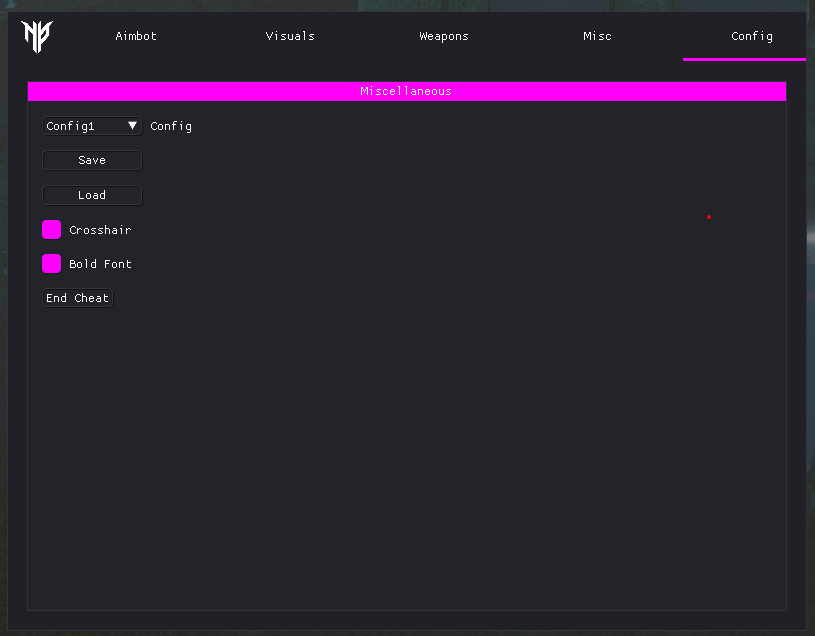 Aimbot Visuals Weapons Misc Config
Miscellaneous
Config1 Config
Save
Load
Crosshair
Bold Font
End Cheat